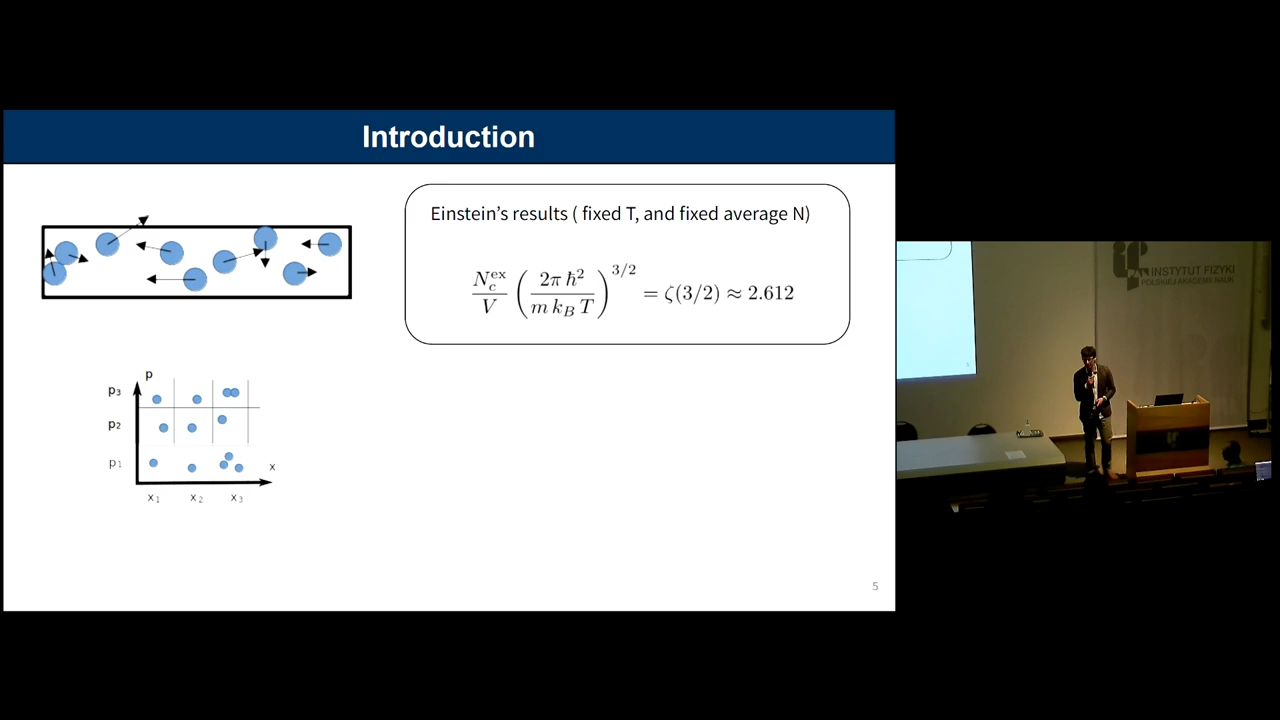 Introduction
Einstein's results ( fixed T, and fixed average N)
N_c^ex / V ( 2π ħ² / m k_B T )^3/2 = ζ(3/2) ≈ 2.612
p
p₃
p₂
p₁
x
x₁ x₂ x₃
5
INSTYTUT FIZYKI
POLSKIEJ AKADEMII NAUK